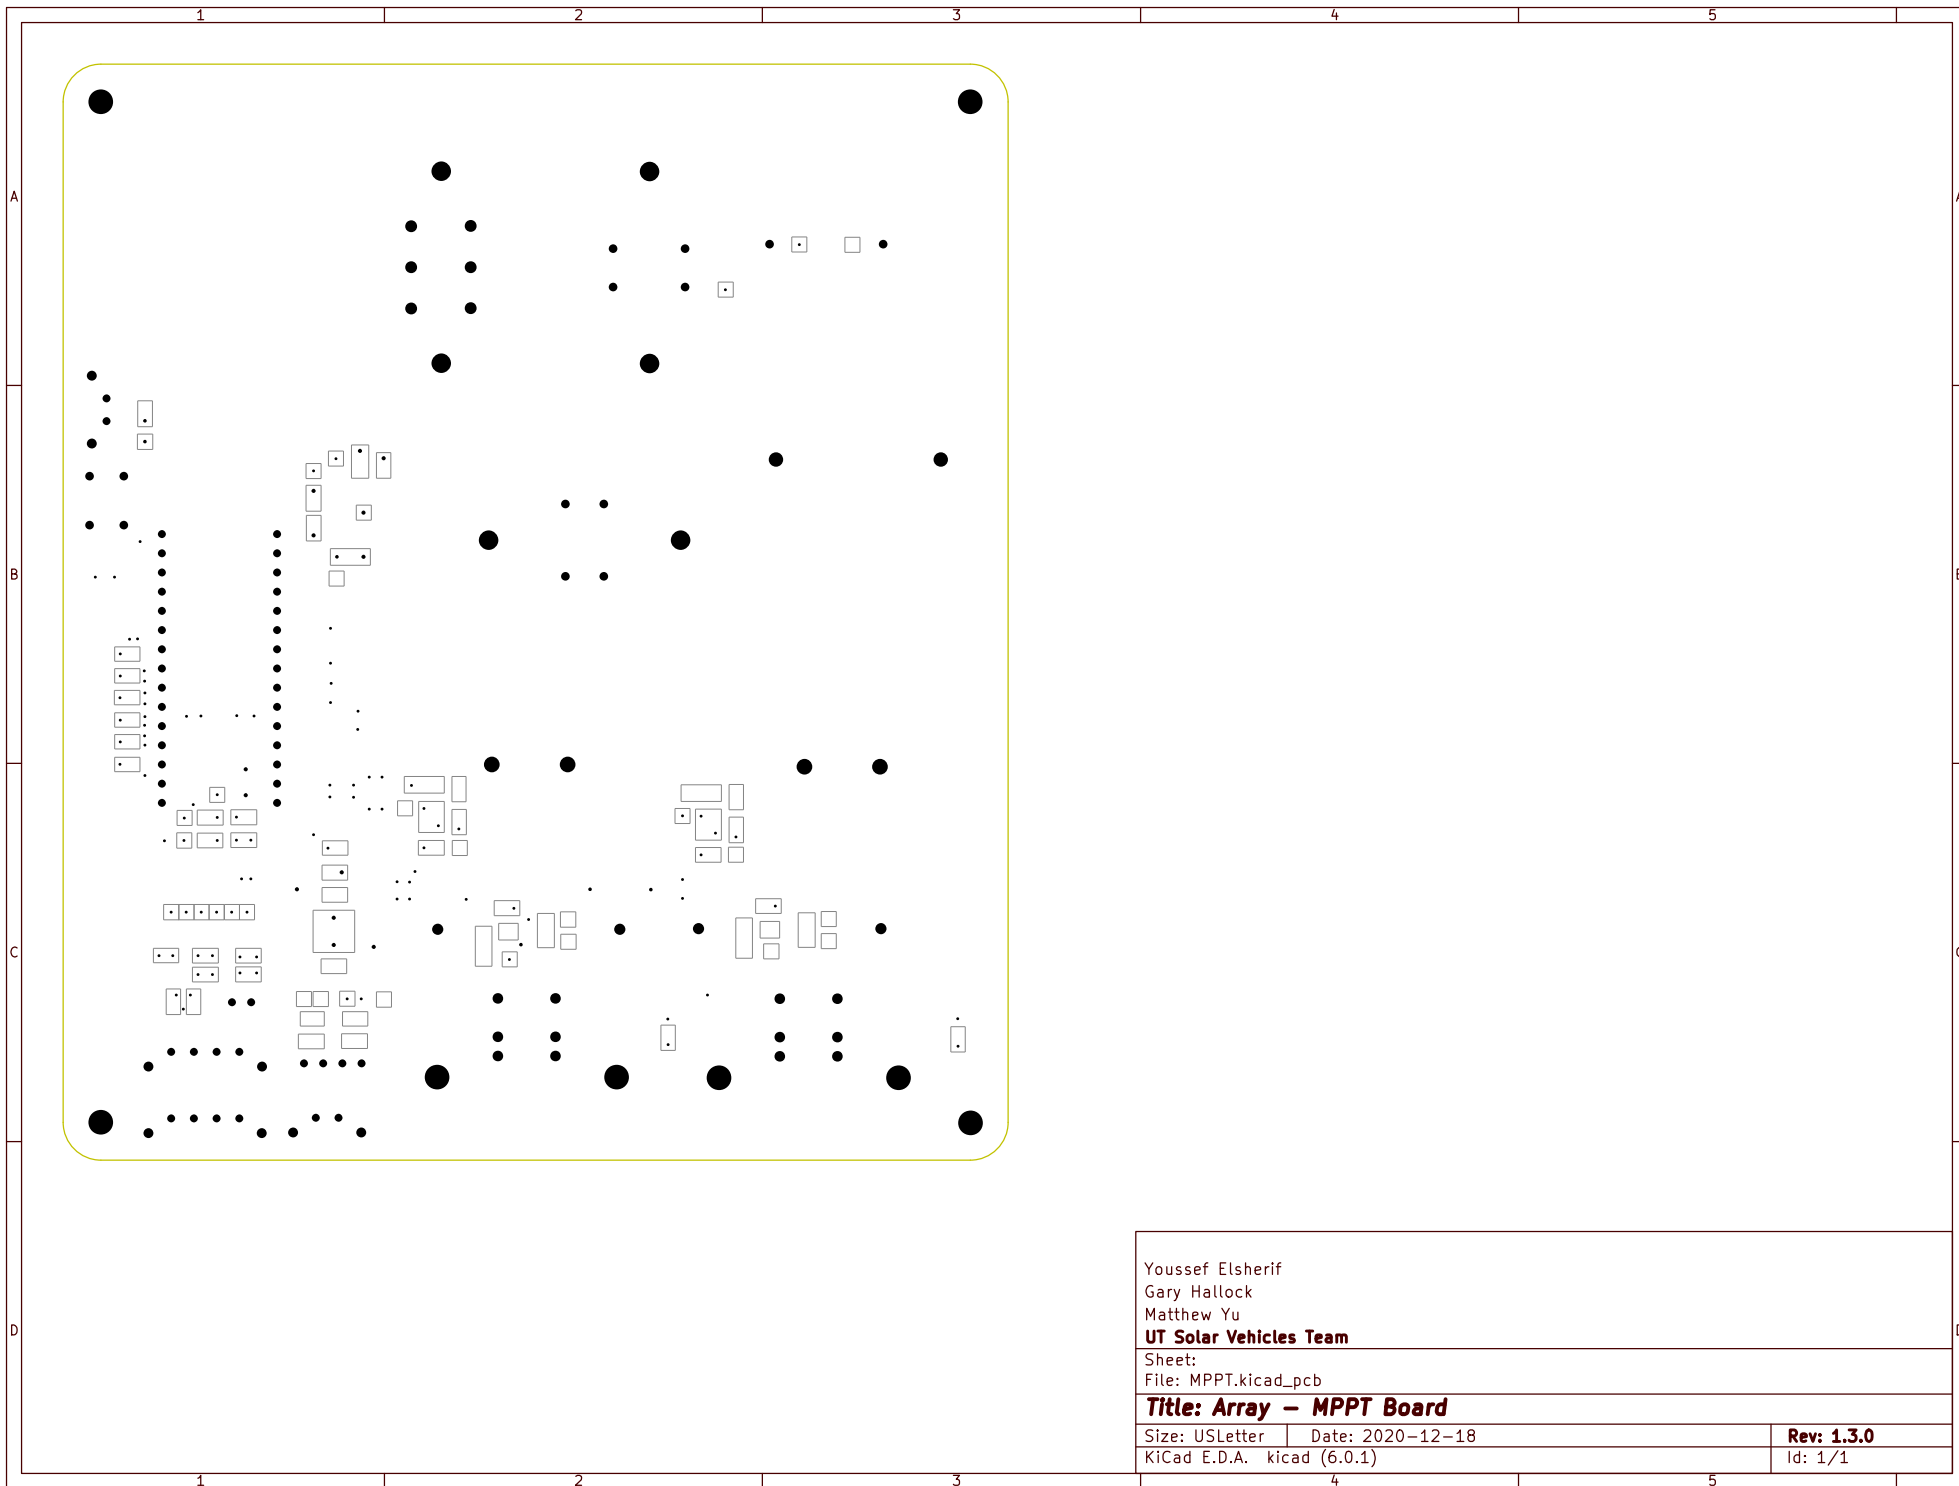 1 2 3 4 5
A A
B B
C C
D D
Youssef Elsherif
Gary Hallock
Matthew Yu
UT Solar Vehicles Team
Sheet:
File: MPPT.kicad_pcb
Title: Array – MPPT Board
Size: USLetter Date: 2020-12-18 Rev: 1.3.0
KiCad E.D.A. kicad (6.0.1) Id: 1/1
1 2 3 4 5